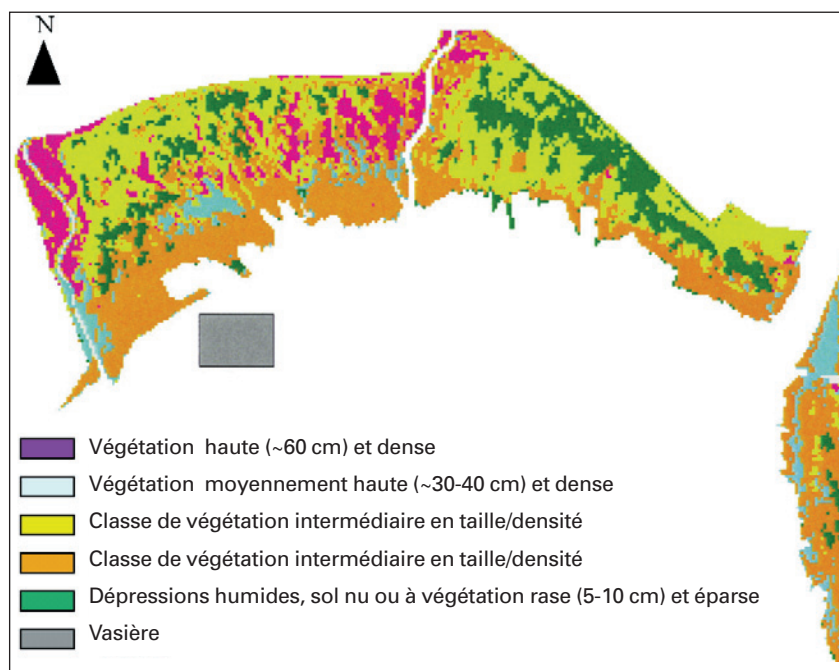 N
Végétation haute (~60 cm) et dense
Végétation moyennement haute (~30-40 cm) et dense
Classe de végétation intermédiaire en taille/densité
Classe de végétation intermédiaire en taille/densité
Dépressions humides, sol nu ou à végétation rase (5-10 cm) et éparse
Vasière